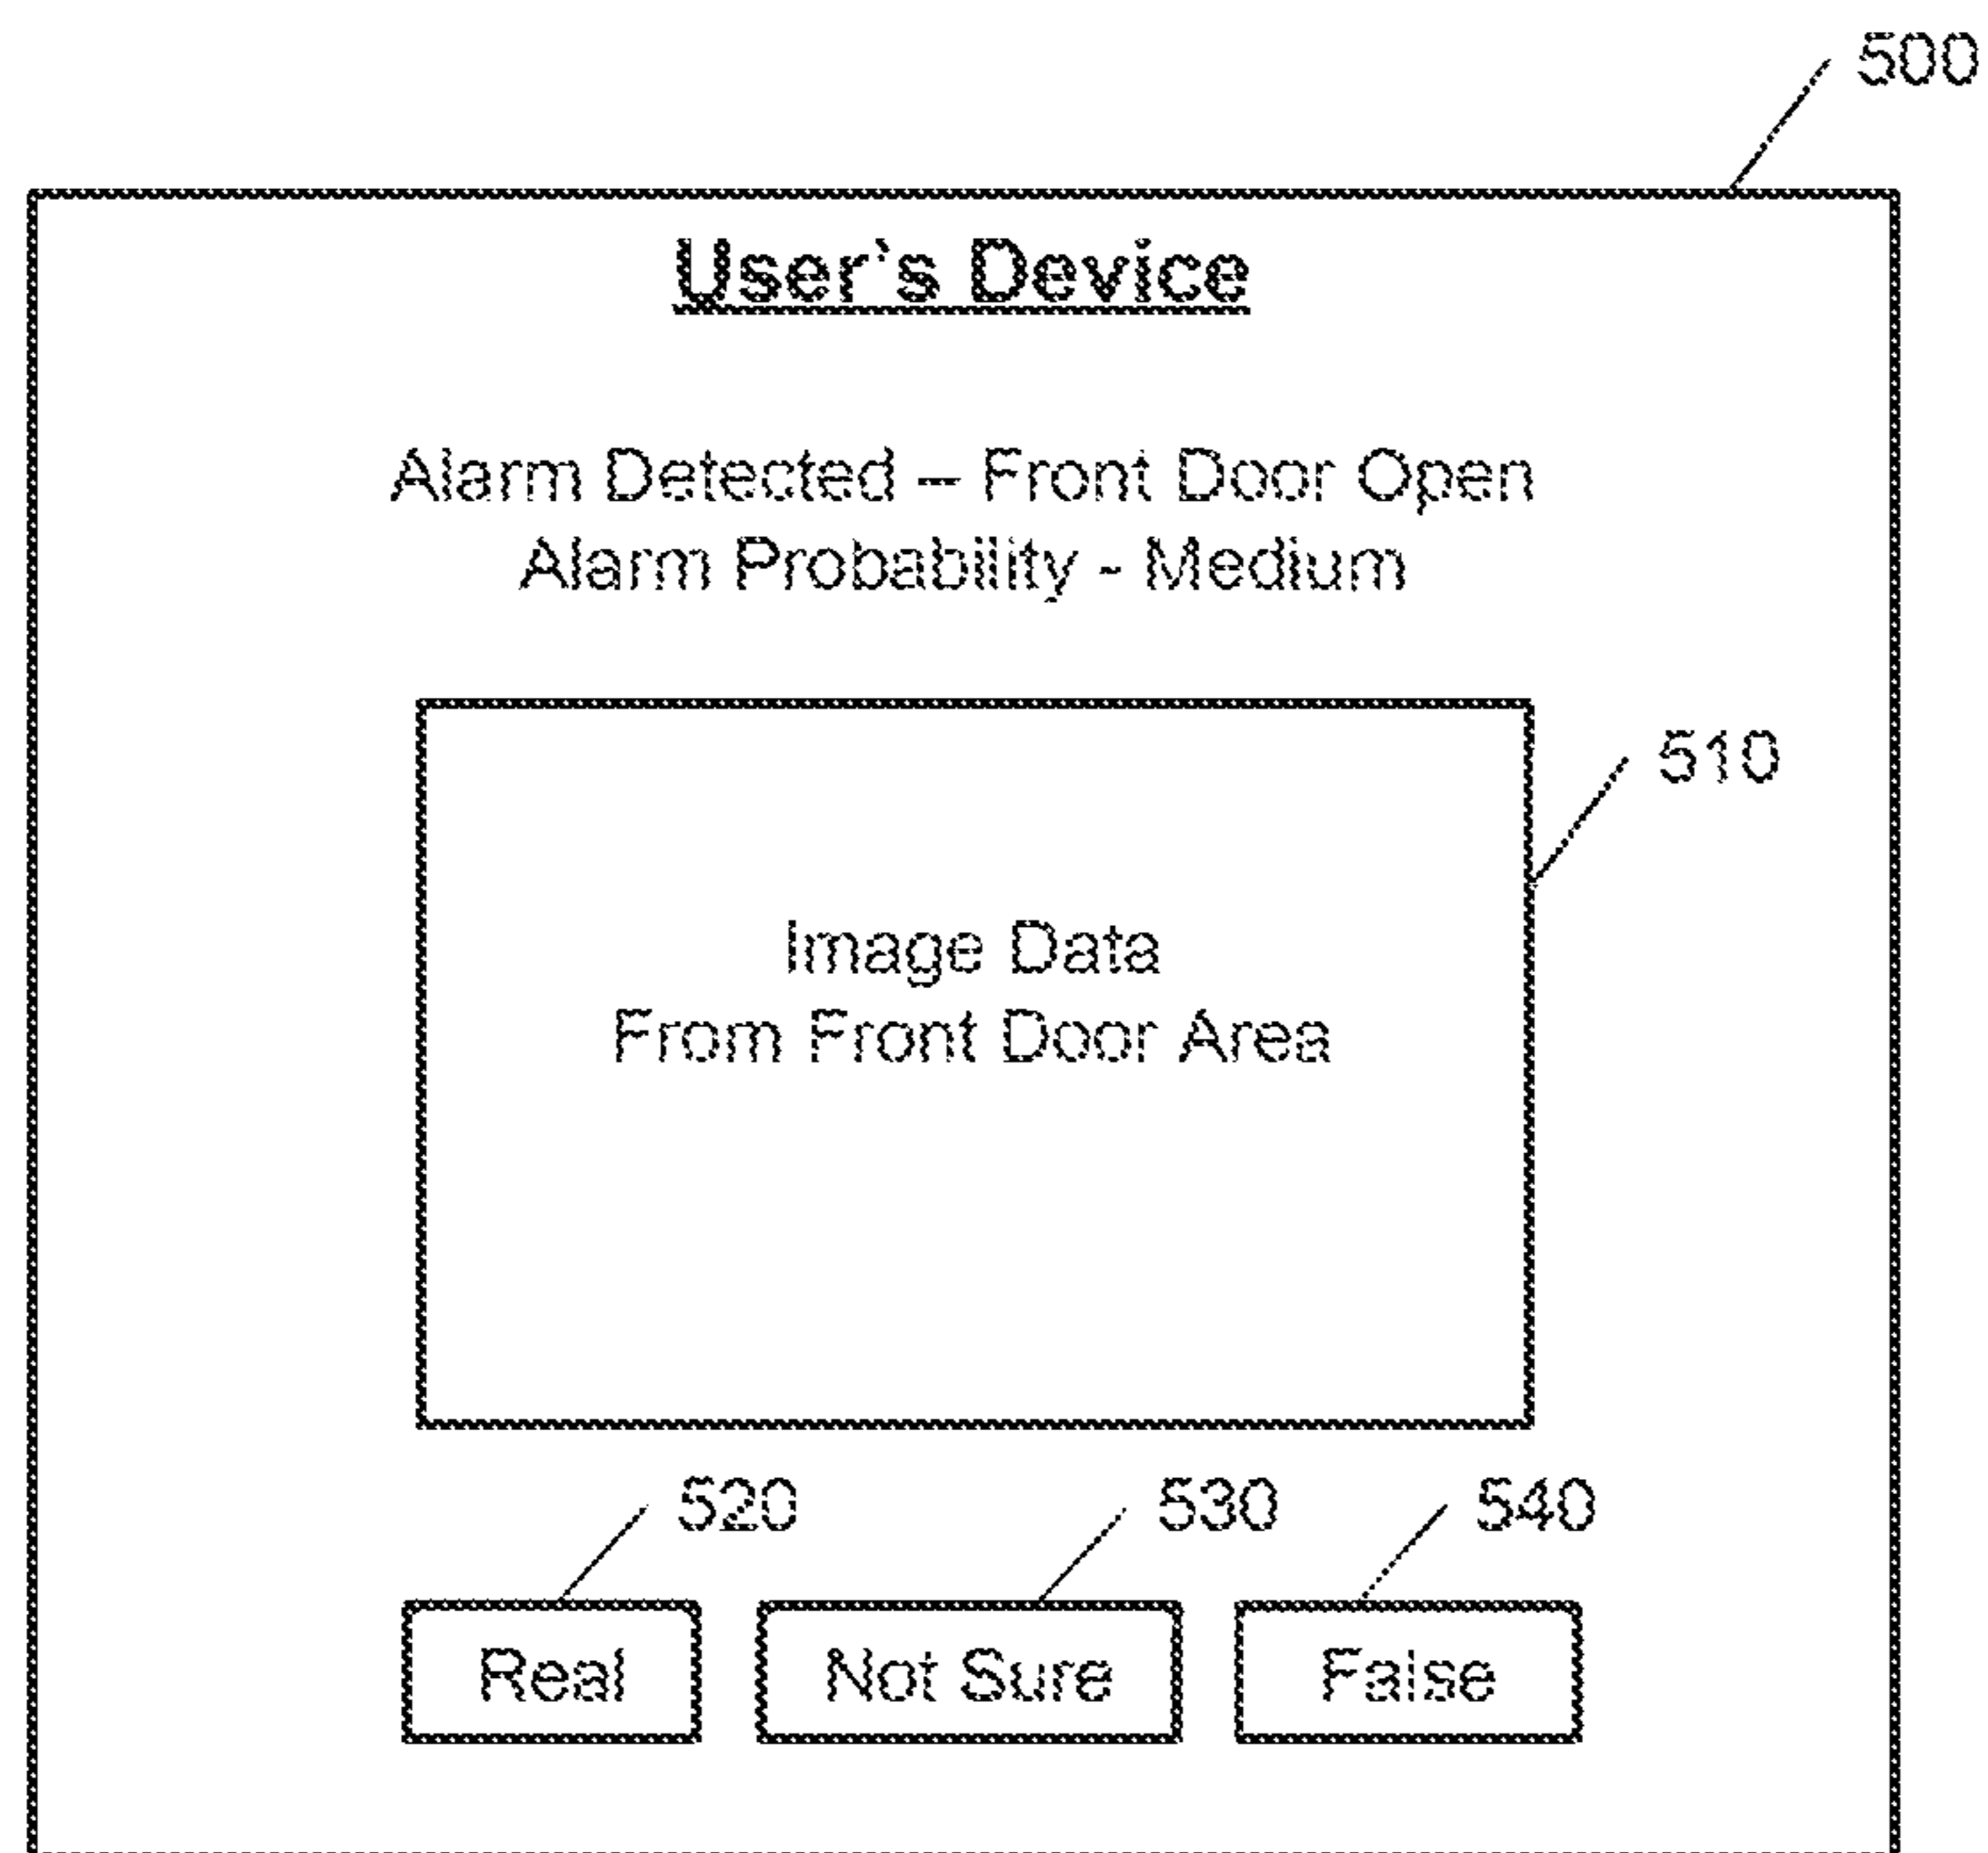 500
User's Device
Alarm Detected – Front Door Open
Alarm Probability - Medium
510
Image Data
From Front Door Area
520 530 540
Real Not Sure False